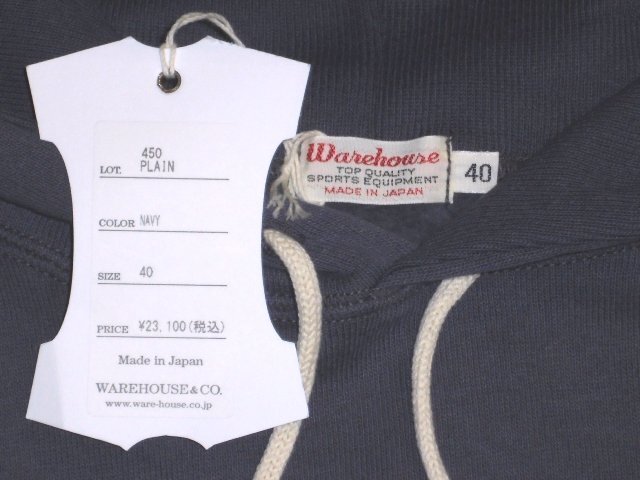 450
LOT. PLAIN
COLOR NAVY
SIZE 40
PRICE ¥23,100(税込)
Made in Japan
WAREHOUSE & CO.
www.ware-house.co.jp
Warehouse
TOP QUALITY
SPORTS EQUIPMENT
MADE IN JAPAN
40